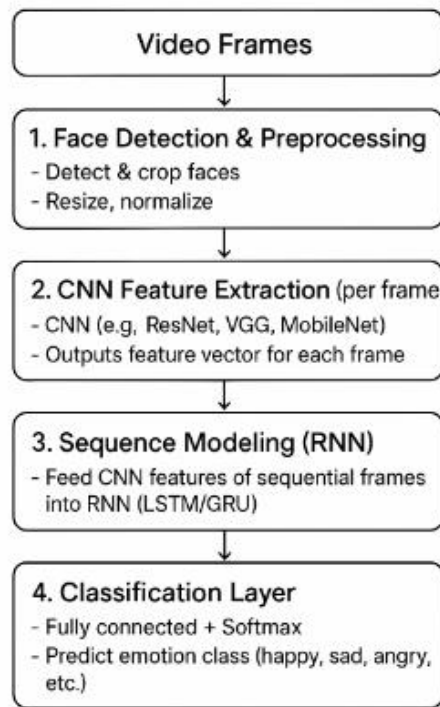 Video Frames
1. Face Detection & Preprocessing
- Detect & crop faces
- Resize, normalize
2. CNN Feature Extraction (per frame
- CNN (e.g, ResNet, VGG, MobileNet)
- Outputs feature vector for each frame
3. Sequence Modeling (RNN)
- Feed CNN features of sequential frames
into RNN (LSTM/GRU)
4. Classification Layer
- Fully connected + Softmax
- Predict emotion class (happy, sad, angry,
etc.)